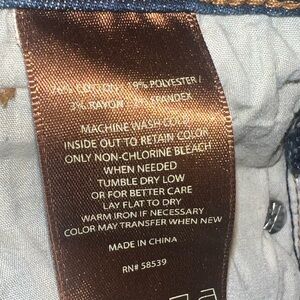 COTTON / 19% POLYESTER /
3% RAYON / SPANDEX
MACHINE WASH COLD
INSIDE OUT TO RETAIN COLOR
ONLY NON-CHLORINE BLEACH
WHEN NEEDED
TUMBLE DRY LOW
OR FOR BETTER CARE
LAY FLAT TO DRY
WARM IRON IF NECESSARY
COLOR MAY TRANSFER WHEN NEW
MADE IN CHINA
RN# 58539